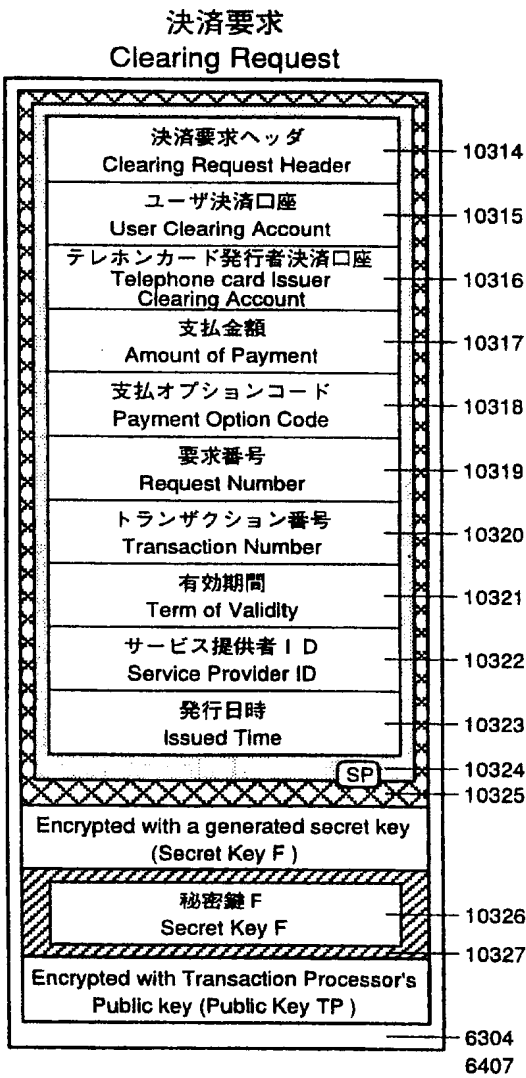 決済要求
Clearing Request
決済要求ヘッダ
Clearing Request Header
10314
ユーザ決済口座
User Clearing Account
10315
テレホンカード発行者決済口座
Telephone card Issuer
Clearing Account
10316
支払金額
Amount of Payment
10317
支払オプションコード
Payment Option Code
10318
要求番号
Request Number
10319
トランザクション番号
Transaction Number
10320
有効期間
Term of Validity
10321
サービス提供者ID
Service Provider ID
10322
発行日時
Issued Time
10323
SP
10324
10325
Encrypted with a generated secret key
(Secret Key F )
秘密鍵F
Secret Key F
10326
10327
Encrypted with Transaction Processor's
Public key (Public Key TP )
6304
6407